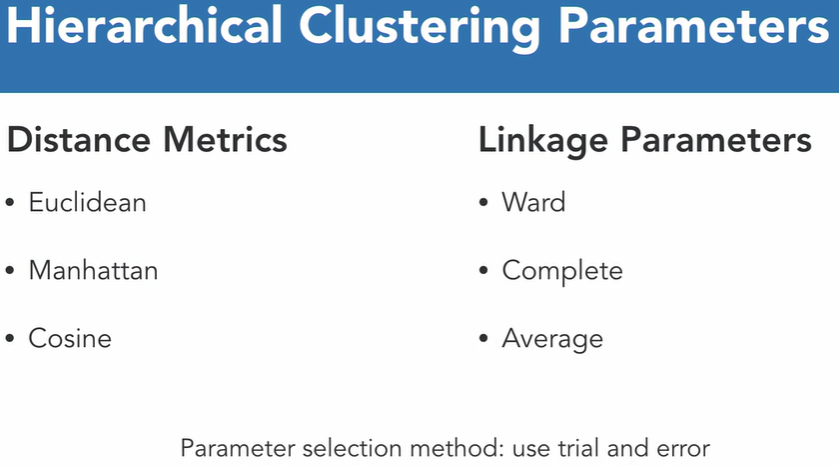 Hierarchical Clustering Parameters
Distance Metrics
• Euclidean
• Manhattan
• Cosine
Linkage Parameters
• Ward
• Complete
• Average
Parameter selection method: use trial and error